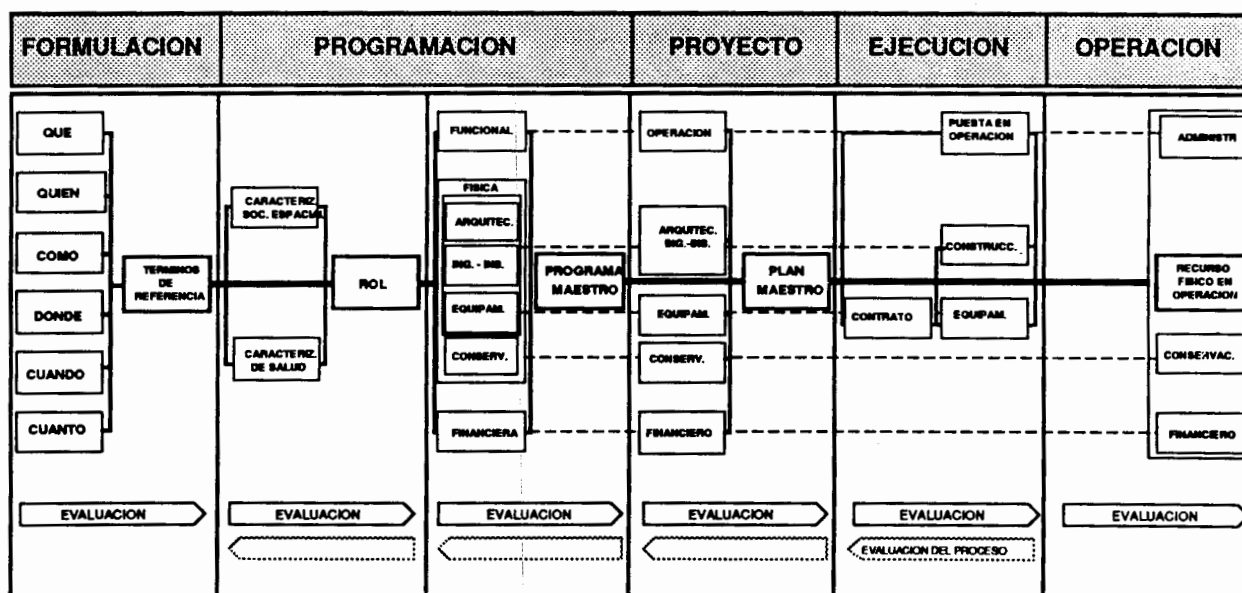 FORMULACION
PROGRAMACION
PROYECTO
EJECUCION
OPERACION
QUE
QUIEN
COMO
DONDE
CUANDO
CUANTO
TERMINOS
DE
REFERENCIA
CARACTERIZ.
SOC. ESPACIAL
CARACTERIZ.
DE SALUD
ROL
FUNCIONAL
FISICA
ARQUITEC.
ING. - INS.
EQUIPAM.
CONSERV.
FINANCIERA
PROGRAMA
MAESTRO
OPERACION
ARQUITEC.
ING.-INS.
EQUIPAM.
CONSERV.
FINANCIERO
PLAN
MAESTRO
CONTRATO
PUESTA EN
OPERACION
CONSTRUCC.
EQUIPAM.
ADMINISTR
RECURSO
FISICO EN
OPERACION
CONSERVAC.
FINANCIERO
EVALUACION
EVALUACION
EVALUACION
EVALUACION
EVALUACION
EVALUACION
EVALUACION DEL PROCESO